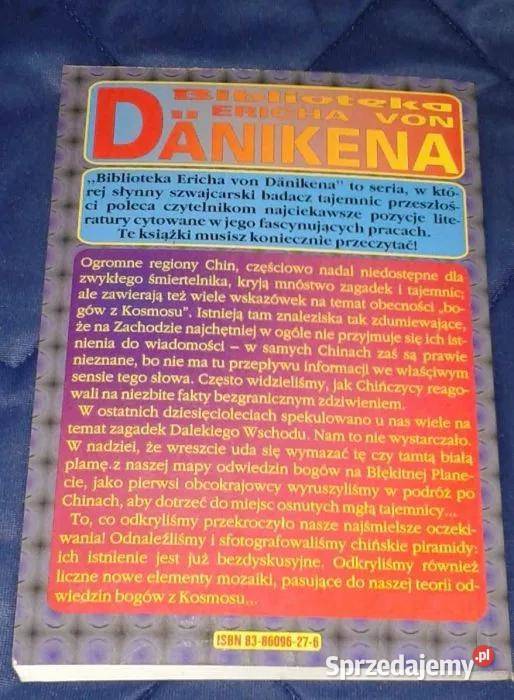 Biblioteka
ERICHA VON
DÄNIKENA
„Biblioteka Ericha von Dänikena" to seria, w któ-
rej słynny szwajcarski badacz tajemnic przeszłoś-
ci poleca czytelnikom najciekawsze pozycje lite-
ratury cytowane w jego fascynujących pracach.
Te książki musisz koniecznie przeczytać!
Ogromne regiony Chin, częściowo nadal niedostępne dla
zwykłego śmiertelnika, kryją mnóstwo zagadek i tajemnic;
ale zawierają też wiele wskazówek na temat obecności „bo-
gów z Kosmosu". Istnieją tam znaleziska tak zdumiewające,
że na Zachodzie najchętniej w ogóle nie przyjmuje się ich ist-
nienia do wiadomości – w samych Chinach zaś są prawie
nieznane, bo nie ma tu przepływu informacji we właściwym
sensie tego słowa. Często widzieliśmy, jak Chińczycy reago-
wali na niezbite fakty bezgranicznym zdziwieniem.
W ostatnich dziesięcioleciach spekulowano u nas wiele na
temat zagadek Dalekiego Wschodu. Nam to nie wystarczało.
W nadziei, że wreszcie uda się wymazać tę czy tamtą białą
plamę z naszej mapy odwiedzin bogów na Błękitnej Plane-
cie, jako pierwsi obcokrajowcy wyruszyliśmy w podróż po
Chinach, aby dotrzeć do miejsc osnutych mgłą tajemnicy...
To, co odkryliśmy przekroczyło nasze najśmielsze oczeki-
wania! Odnaleźliśmy i sfotografowaliśmy chińskie piramidy:
ich istnienie jest już bezdyskusyjne. Odkryliśmy również
liczne nowe elementy mozaiki, pasujące do naszej teorii od-
wiedzin bogów z Kosmosu...
ISBN 83-86096-27-6
Sprzedajemy.pl